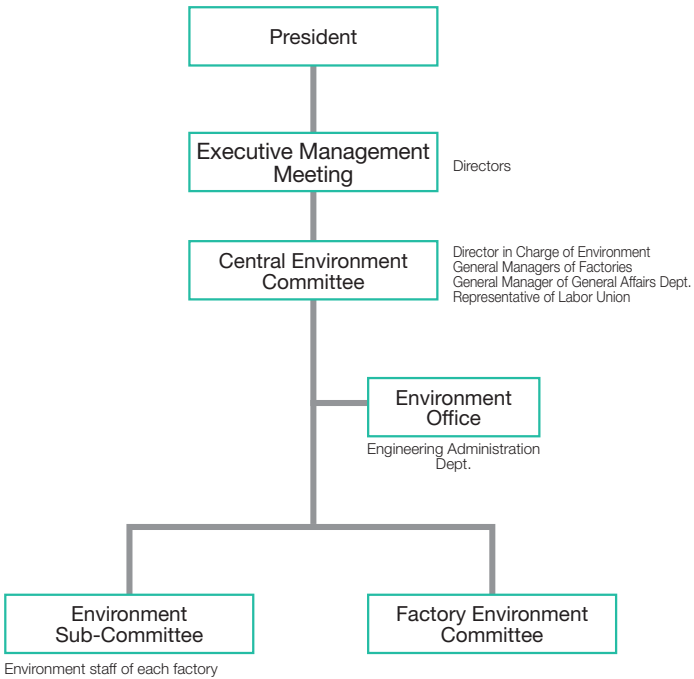 President
Executive Management
Meeting
Directors
Central Environment
Committee
Director in Charge of Environment
General Managers of Factories
General Manager of General Affairs Dept.
Representative of Labor Union
Environment
Office
Engineering Administration
Dept.
Environment
Sub-Committee
Environment staff of each factory
Factory Environment
Committee